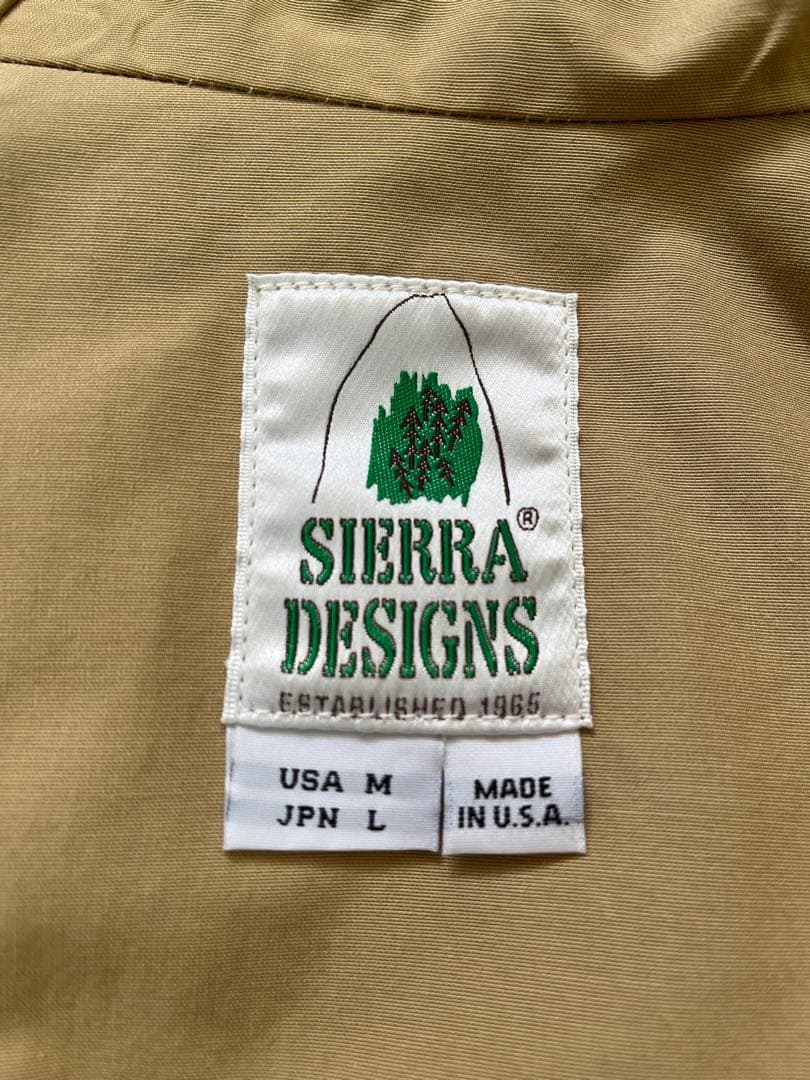 SIERRA®
DESIGNS
ESTABLISHED 1965
USA M
JPN L
MADE
IN U.S.A.